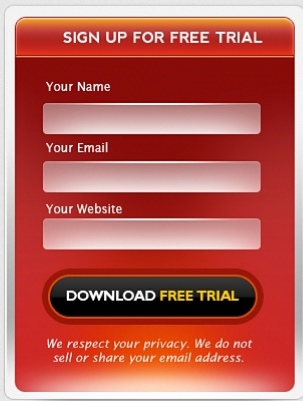 SIGN UP FOR FREE TRIAL
Your Name
Your Email
Your Website
DOWNLOAD FREE TRIAL
We respect your privacy. We do not
sell or share your email address.